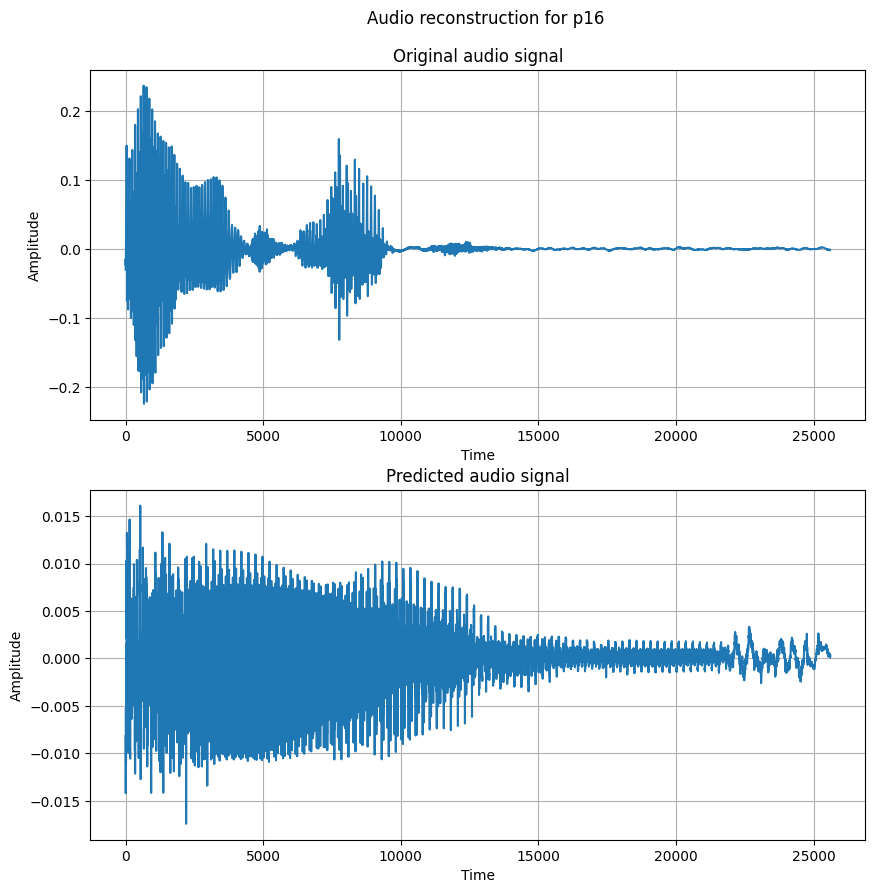 Audio reconstruction for p16
Original audio signal
0.2
0.1
0.0
−0.1
−0.2
Amplitude
0 5000 10000 15000 20000 25000
Time
Predicted audio signal
0.015
0.010
0.005
0.000
−0.005
−0.010
−0.015
Amplitude
0 5000 10000 15000 20000 25000
Time